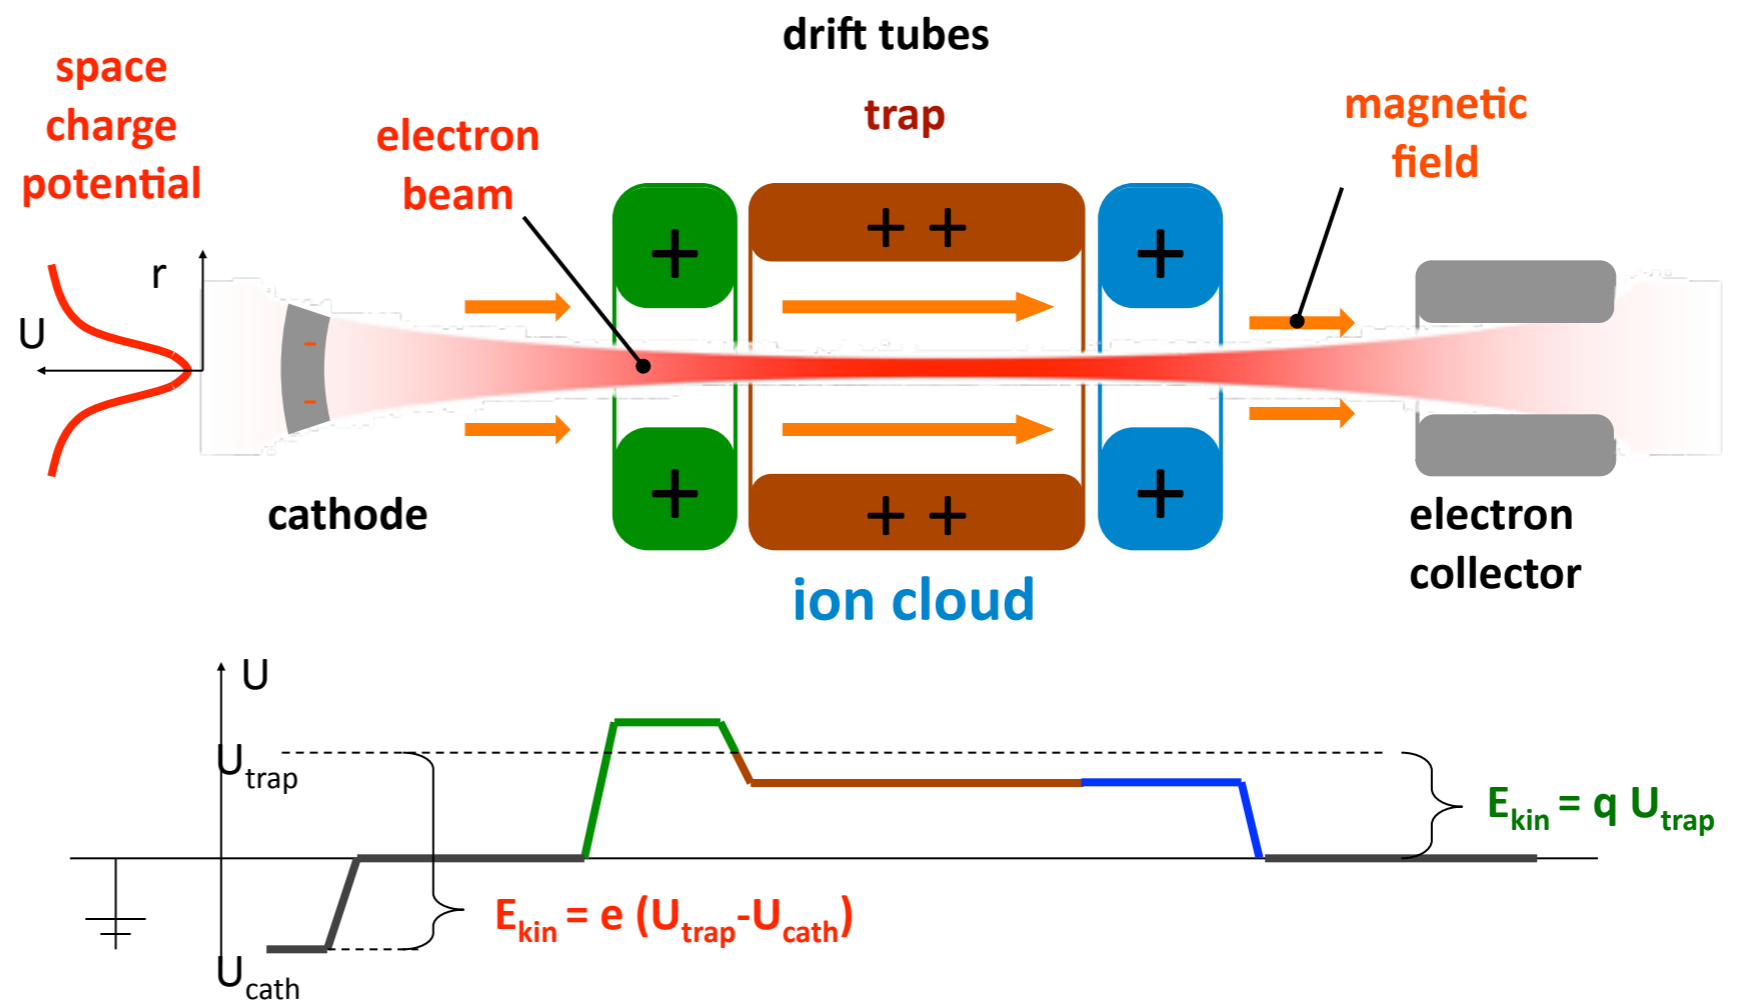 drift tubes
trap
space
charge
potential
electron
beam
magnetic
field
r
U
+
+ +
+
-
-
+
+ +
+
cathode
electron
collector
ion cloud
U
U_trap
E_kin = q U_trap
E_kin = e (U_trap-U_cath)
U_cath